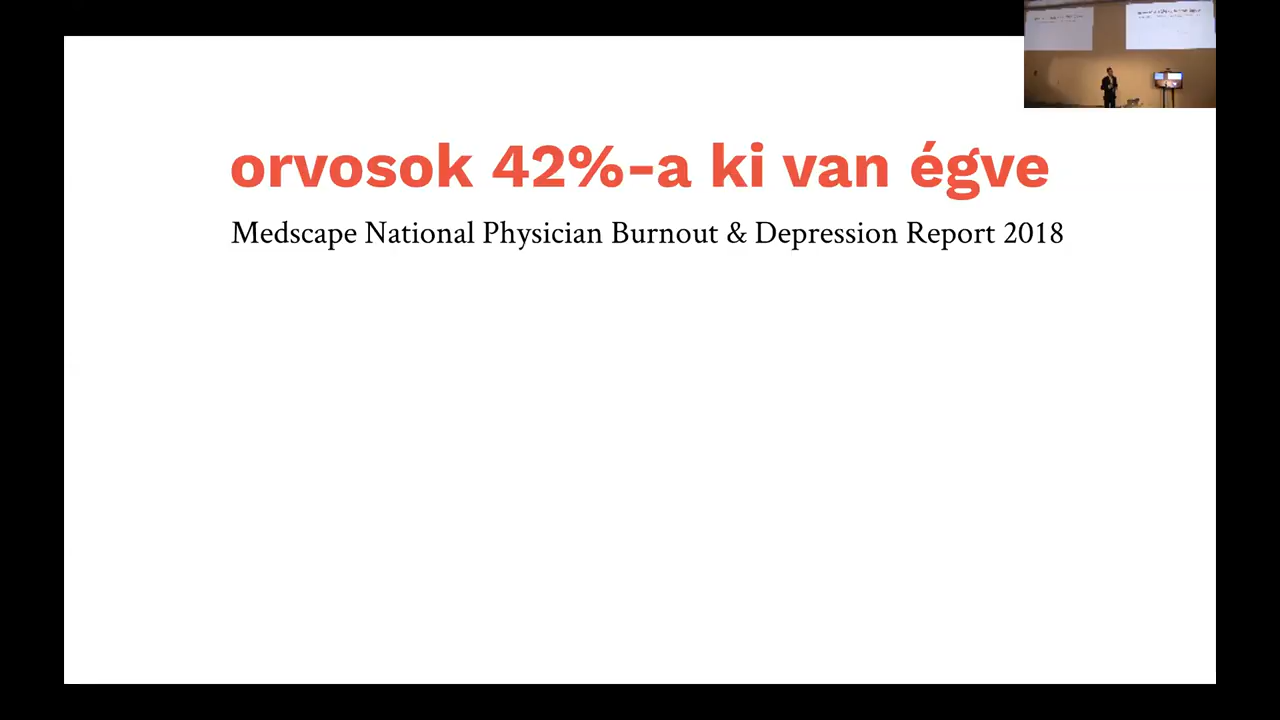 orvosok 42%-a ki van égve
Medscape National Physician Burnout & Depression Report 2018